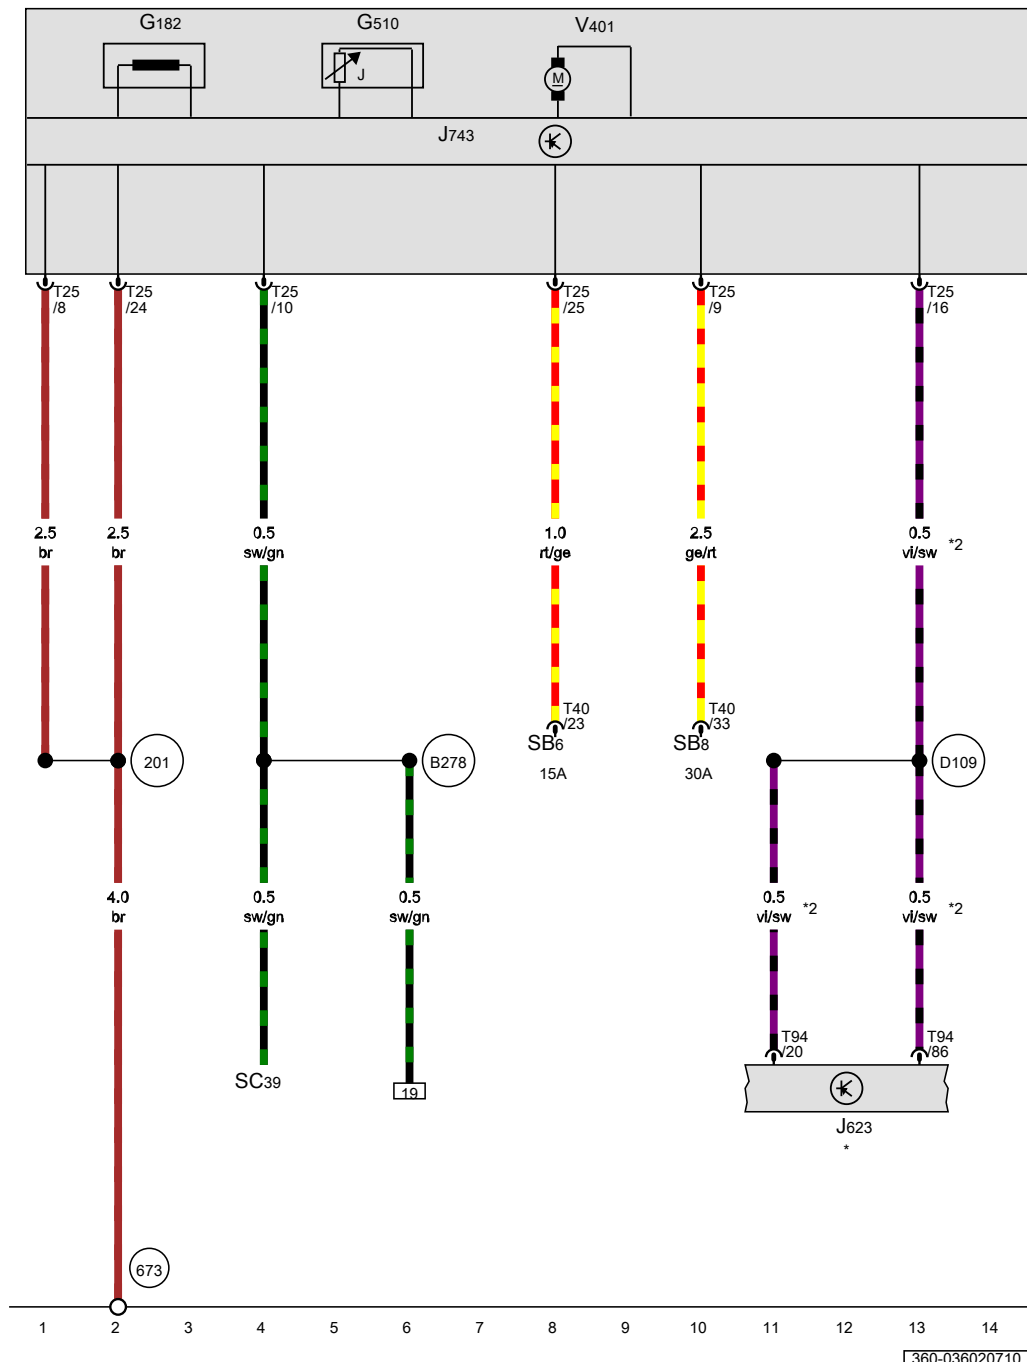 G182 G510 V401
J
M
J743
T25 T25 T25 T25 T25 T25
/8 /24 /10 /25 /9 /16
2.5 2.5 0.5 1.0 2.5 0.5
br br sw/gn rt/ge ge/rt vi/sw *2
T40 T40
/23 /33
SB6 SB8
201 B278 15A 30A D109
4.0 0.5 0.5 0.5 0.5
br sw/gn sw/gn vi/sw *2 vi/sw *2
T94 T94
/20 /86
SC39
19
J623
*
673
1 2 3 4 5 6 7 8 9 10 11 12 13 14
360-036020710